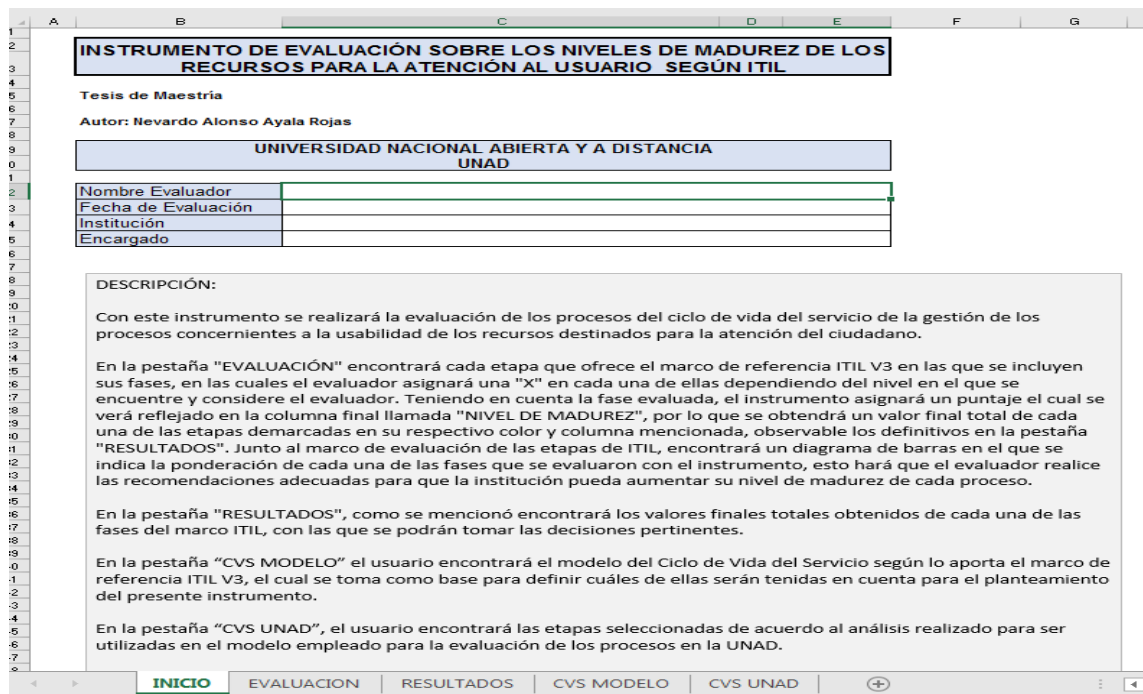 A B C D E F G
INSTRUMENTO DE EVALUACIÓN SOBRE LOS NIVELES DE MADUREZ DE LOS
RECURSOS PARA LA ATENCIÓN AL USUARIO SEGÚN ITIL
Tesis de Maestría
Autor: Nevardo Alonso Ayala Rojas
UNIVERSIDAD NACIONAL ABIERTA Y A DISTANCIA
UNAD
Nombre Evaluador
Fecha de Evaluación
Institución
Encargado
DESCRIPCIÓN:
Con este instrumento se realizará la evaluación de los procesos del ciclo de vida del servicio de la gestión de los
procesos concernientes a la usabilidad de los recursos destinados para la atención del ciudadano.
En la pestaña "EVALUACIÓN" encontrará cada etapa que ofrece el marco de referencia ITIL V3 en las que se incluyen
sus fases, en las cuales el evaluador asignará una "X" en cada una de ellas dependiendo del nivel en el que se
encuentre y considere el evaluador. Teniendo en cuenta la fase evaluada, el instrumento asignará un puntaje el cual se
verá reflejado en la columna final llamada "NIVEL DE MADUREZ", por lo que se obtendrá un valor final total de cada
una de las etapas demarcadas en su respectivo color y columna mencionada, observable los definitivos en la pestaña
"RESULTADOS". Junto al marco de evaluación de las etapas de ITIL, encontrará un diagrama de barras en el que se
indica la ponderación de cada una de las fases que se evaluaron con el instrumento, esto hará que el evaluador realice
las recomendaciones adecuadas para que la institución pueda aumentar su nivel de madurez de cada proceso.
En la pestaña "RESULTADOS", como se mencionó encontrará los valores finales totales obtenidos de cada una de las
fases del marco ITIL, con las que se podrán tomar las decisiones pertinentes.
En la pestaña “CVS MODELO” el usuario encontrará el modelo del Ciclo de Vida del Servicio según lo aporta el marco de
referencia ITIL V3, el cual se toma como base para definir cuáles de ellas serán tenidas en cuenta para el planteamiento
del presente instrumento.
En la pestaña “CVS UNAD”, el usuario encontrará las etapas seleccionadas de acuerdo al análisis realizado para ser
utilizadas en el modelo empleado para la evaluación de los procesos en la UNAD.
INICIO EVALUACION RESULTADOS CVS MODELO CVS UNAD